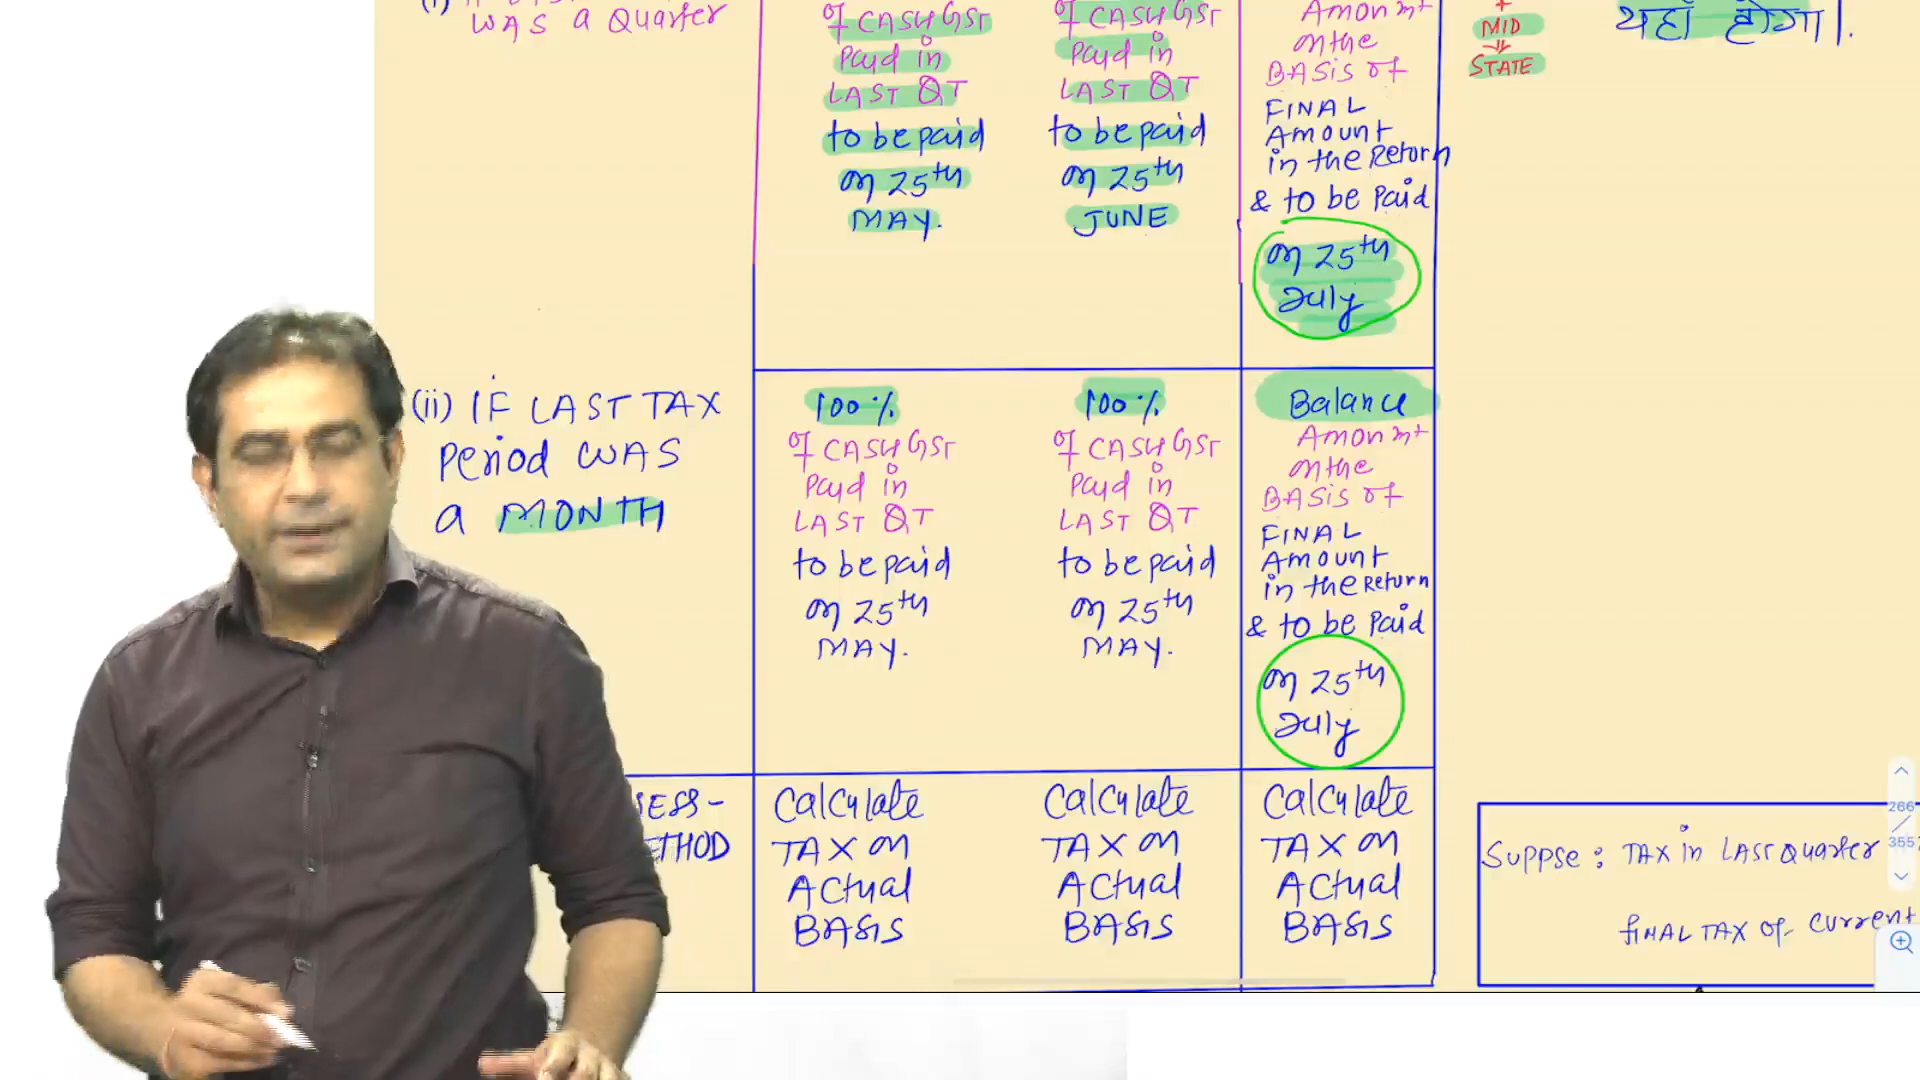 WAS a Quarter
of CASH GST
Paid in
LAST QT
to be paid
on 25th
MAY.
of CASH GST
Paid in
LAST QT
to be paid
on 25th
JUNE
Amount
on the
BASIS of
FINAL
Amount
in the Return
& to be Paid
on 25th
July
+
MID
STATE
यहाँ होगा।.
(ii) IF LAST TAX
Period WAS
a MONTH
100%
of CASH GST
Paid in
LAST QT
to be paid
on 25th
MAY.
100%
of CASH GST
Paid in
LAST QT
to be paid
on 25th
MAY.
Balance
Amount
on the
BASIS of
FINAL
Amount
in the Return
& to be Paid
on 25th
July
ESS-
THOD
Calculate
TAX on
Actual
BASIS
Calculate
TAX on
Actual
BASIS
Calculate
TAX on
Actual
BASIS
Suppse : TAX in LAST Quarter
FINAL TAX of current
266
/
355